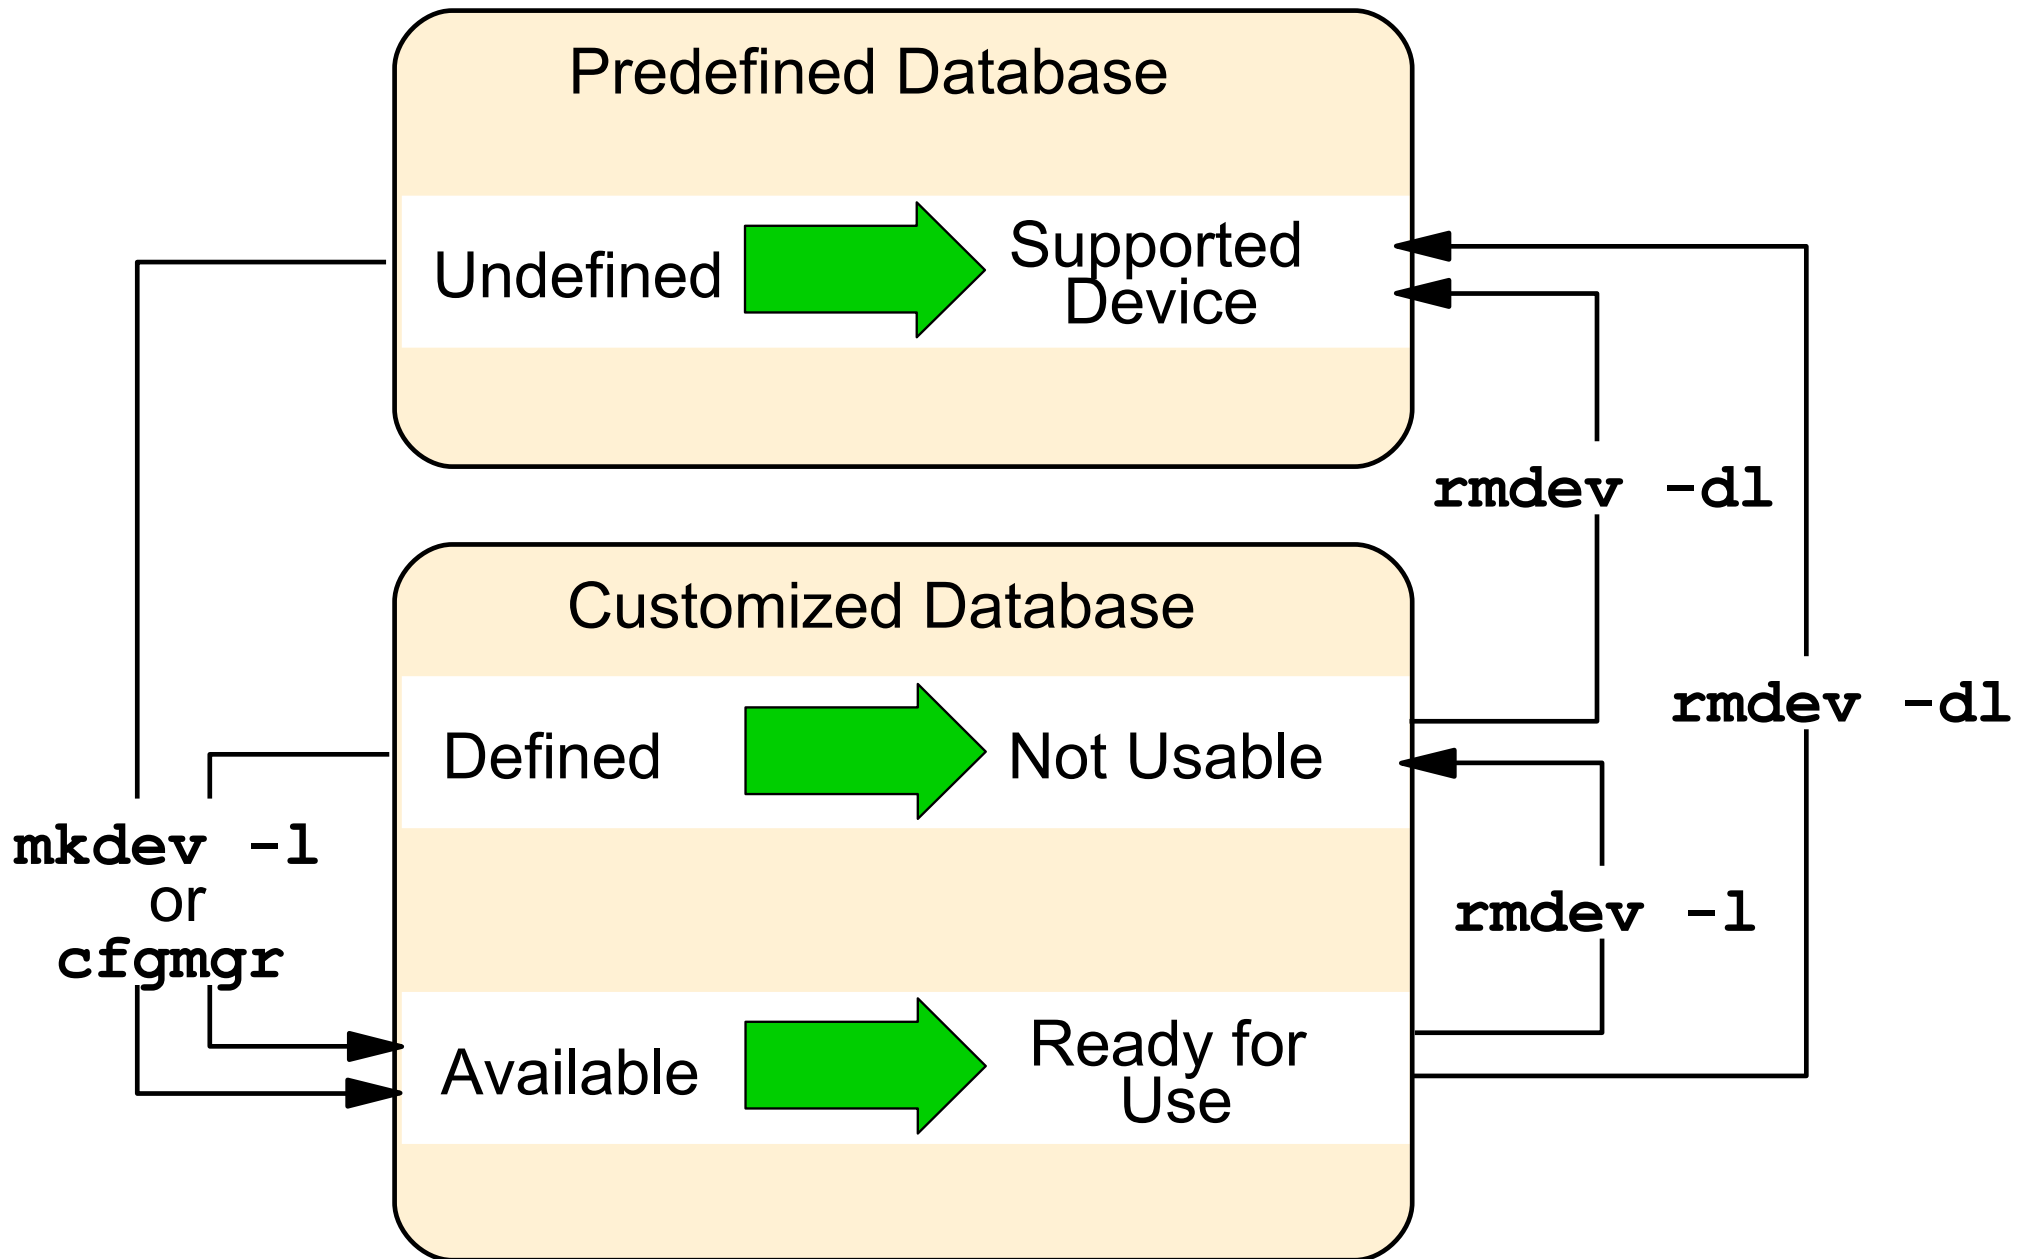 Predefined Database
Undefined
Supported
Device
rmdev -dl
Customized Database
rmdev -dl
Defined
Not Usable
mkdev -l
or
cfgmgr
rmdev -l
Available
Ready for
Use